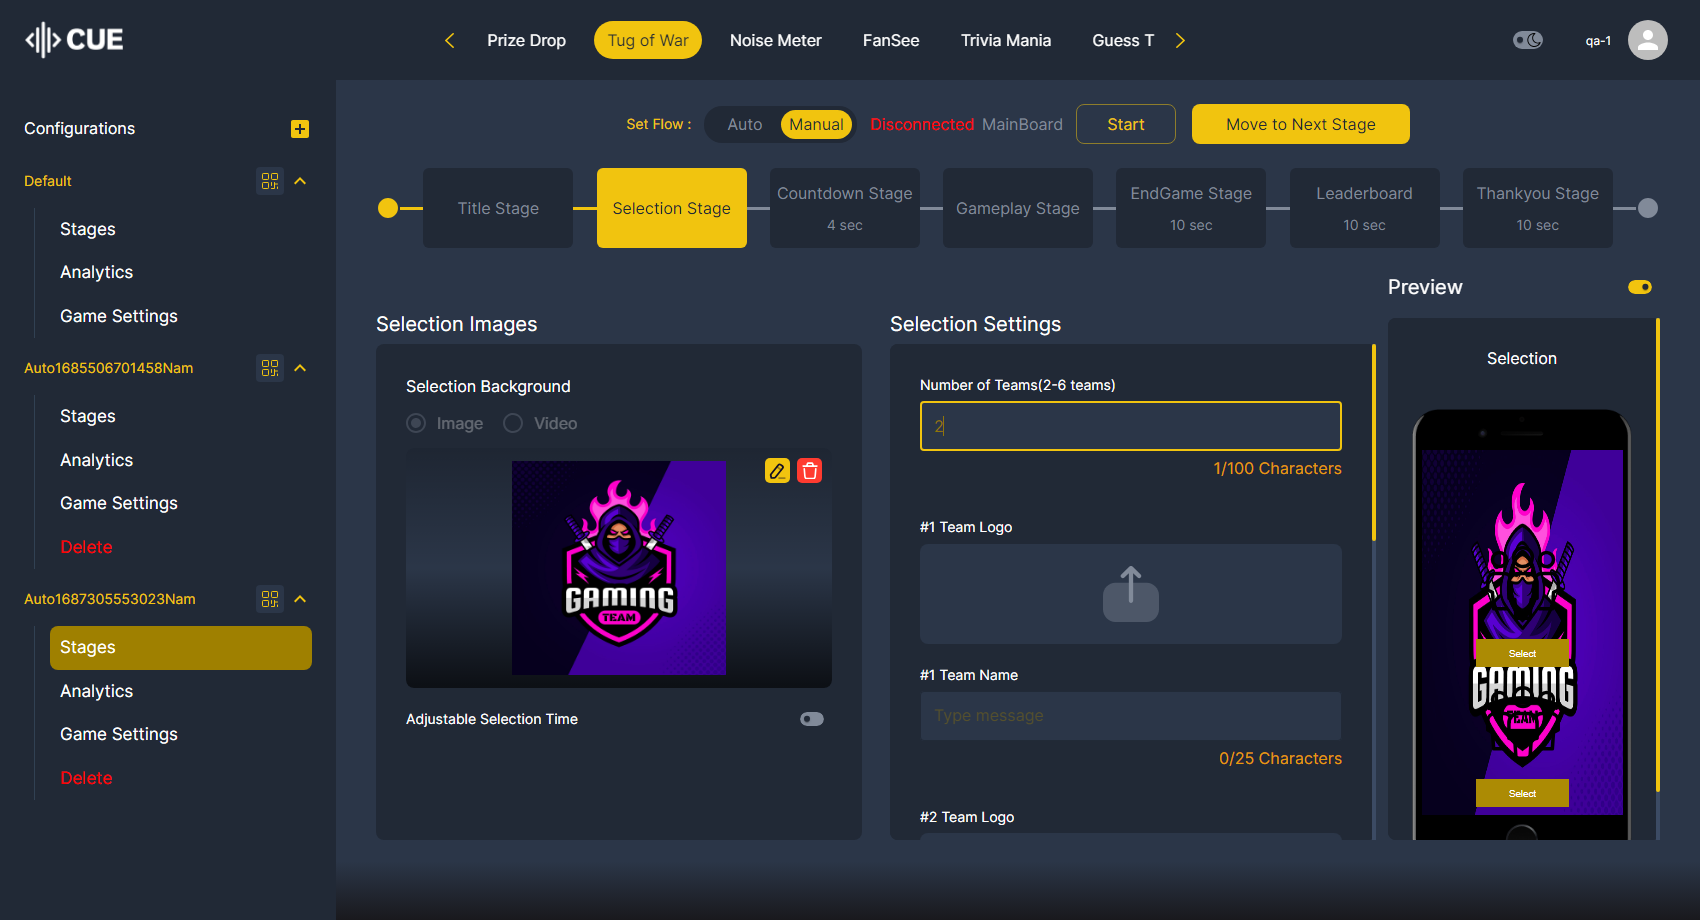 CUE
Prize Drop
Tug of War
Noise Meter
FanSee
Trivia Mania
Guess T
qa-1
Configurations
Default
Stages
Analytics
Game Settings
Auto1685506701458Nam
Stages
Analytics
Game Settings
Delete
Auto1687305553023Nam
Stages
Analytics
Game Settings
Delete
Set Flow :
Auto
Manual
Disconnected MainBoard
Start
Move to Next Stage
Title Stage
Selection Stage
Countdown Stage
4 sec
Gameplay Stage
EndGame Stage
10 sec
Leaderboard
10 sec
Thankyou Stage
10 sec
Selection Images
Selection Background
Image
Video
GAMING
TEAM
Adjustable Selection Time
Selection Settings
Number of Teams(2-6 teams)
2
1/100 Characters
#1 Team Logo
#1 Team Name
Type message
0/25 Characters
#2 Team Logo
Preview
Selection
Select
GAMING
TEAM
Select